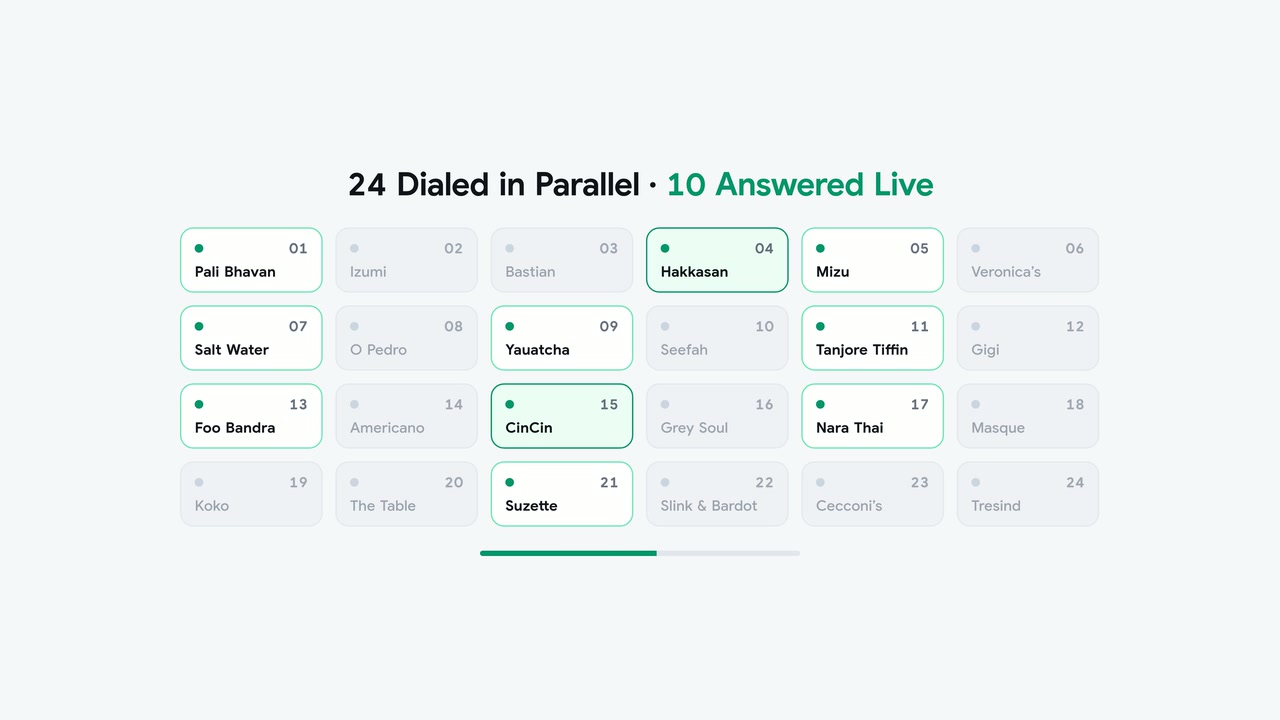 24 Dialed in Parallel · 10 Answered Live
01
Pali Bhavan
02
Izumi
03
Bastian
04
Hakkasan
05
Mizu
06
Veronica's
07
Salt Water
08
O Pedro
09
Yauatcha
10
Seefah
11
Tanjore Tiffin
12
Gigi
13
Foo Bandra
14
Americano
15
CinCin
16
Grey Soul
17
Nara Thai
18
Masque
19
Koko
20
The Table
21
Suzette
22
Slink & Bardot
23
Cecconi's
24
Tresind